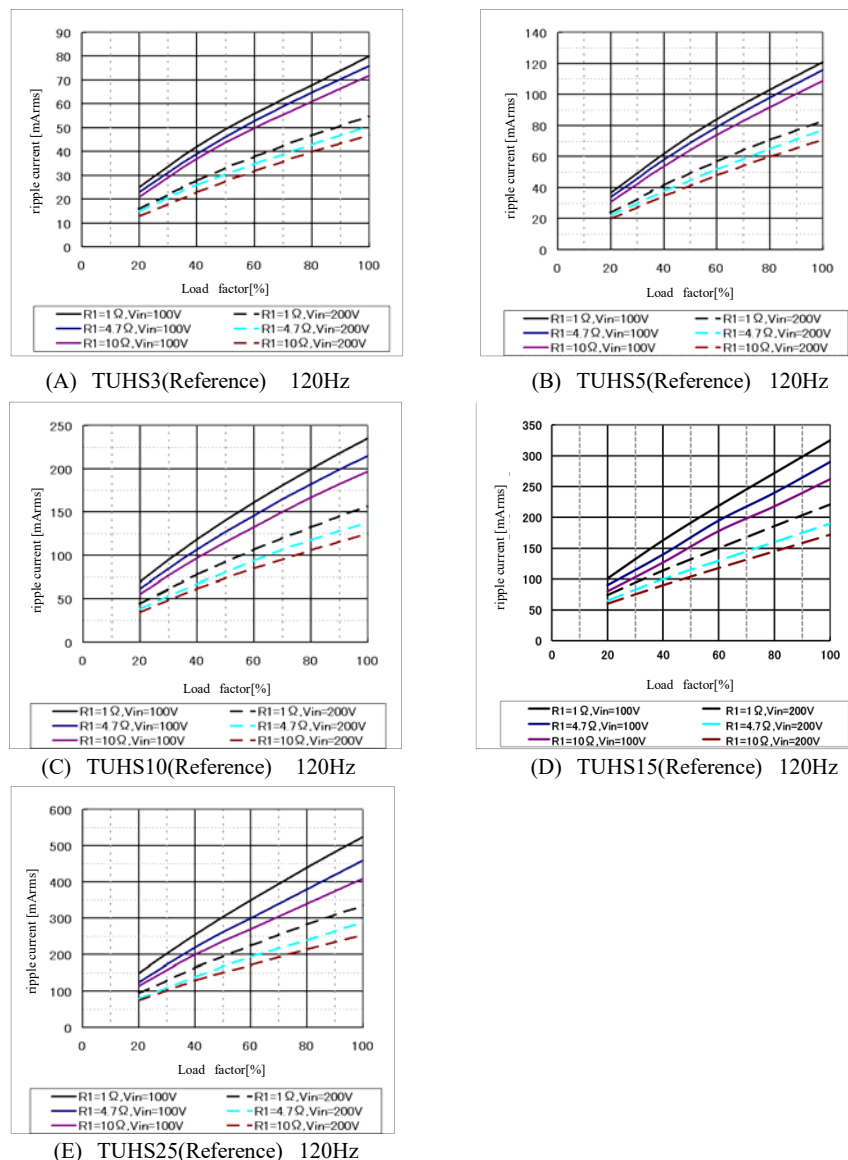 ripple current [mArms]
90
80
70
60
50
40
30
20
10
0
0 20 40 60 80 100
Load factor[%]
R1=1Ω,Vin=100V R1=1Ω,Vin=200V
R1=4.7Ω,Vin=100V R1=4.7Ω,Vin=200V
R1=10Ω,Vin=100V R1=10Ω,Vin=200V
(A) TUHS3(Reference) 120Hz
ripple current [mArms]
140
120
100
80
60
40
20
0
0 20 40 60 80 100
Load factor[%]
R1=1Ω,Vin=100V R1=1Ω,Vin=200V
R1=4.7Ω,Vin=100V R1=4.7Ω,Vin=200V
R1=10Ω,Vin=100V R1=10Ω,Vin=200V
(B) TUHS5(Reference) 120Hz
ripple current [mArms]
250
200
150
100
50
0
0 20 40 60 80 100
Load factor[%]
R1=1Ω,Vin=100V R1=1Ω,Vin=200V
R1=4.7Ω,Vin=100V R1=4.7Ω,Vin=200V
R1=10Ω,Vin=100V R1=10Ω,Vin=200V
(C) TUHS10(Reference) 120Hz
ripple current [mArms]
350
300
250
200
150
100
50
0
0 20 40 60 80 100
Load factor[%]
R1=1Ω,Vin=100V R1=1Ω,Vin=200V
R1=4.7Ω,Vin=100V R1=4.7Ω,Vin=200V
R1=10Ω,Vin=100V R1=10Ω,Vin=200V
(D) TUHS15(Reference) 120Hz
ripple current [mArms]
600
500
400
300
200
100
0
0 20 40 60 80 100
Load factor[%]
R1=1Ω,Vin=100V R1=1Ω,Vin=200V
R1=4.7Ω,Vin=100V R1=4.7Ω,Vin=200V
R1=10Ω,Vin=100V R1=10Ω,Vin=200V
(E) TUHS25(Reference) 120Hz